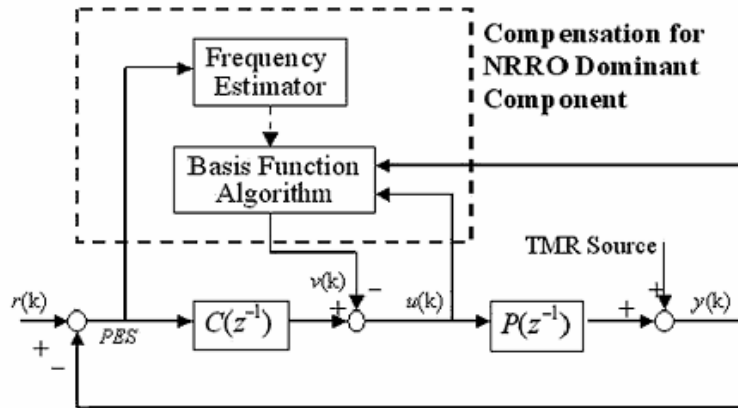 Compensation for
NRRO Dominant
Component
Frequency
Estimator
Basis Function
Algorithm
TMR Source
r(k)
v(k)
u(k)
y(k)
+
−
PES
C(z⁻¹)
+
−
P(z⁻¹)
+
+